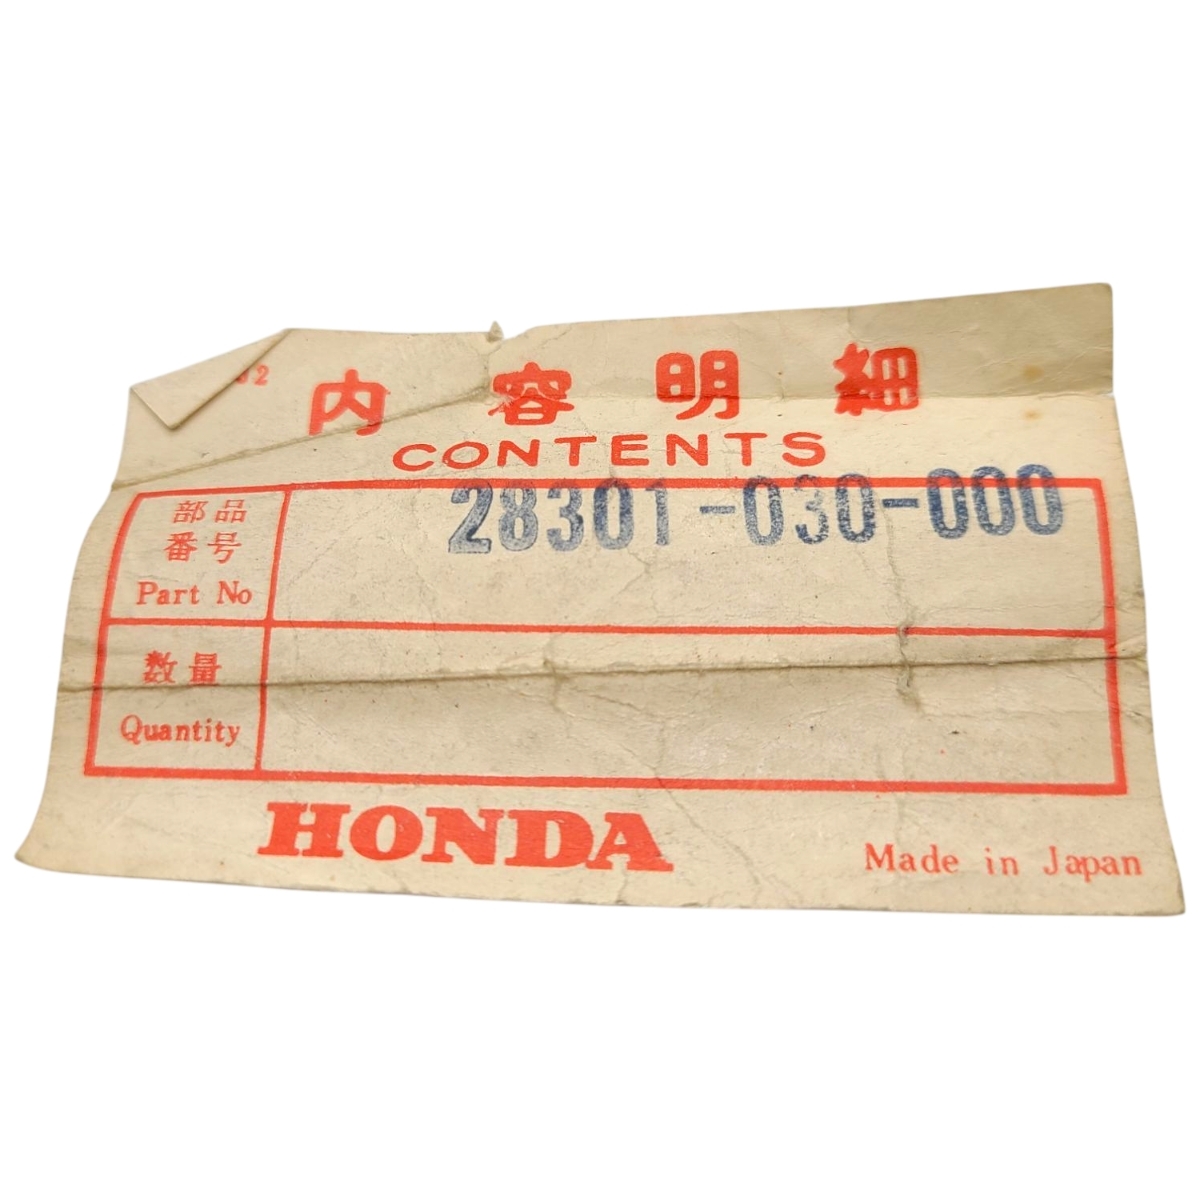 内容明細
CONTENTS
部品
番号
Part No
28301-030-000
数量
Quantity
HONDA
Made in Japan